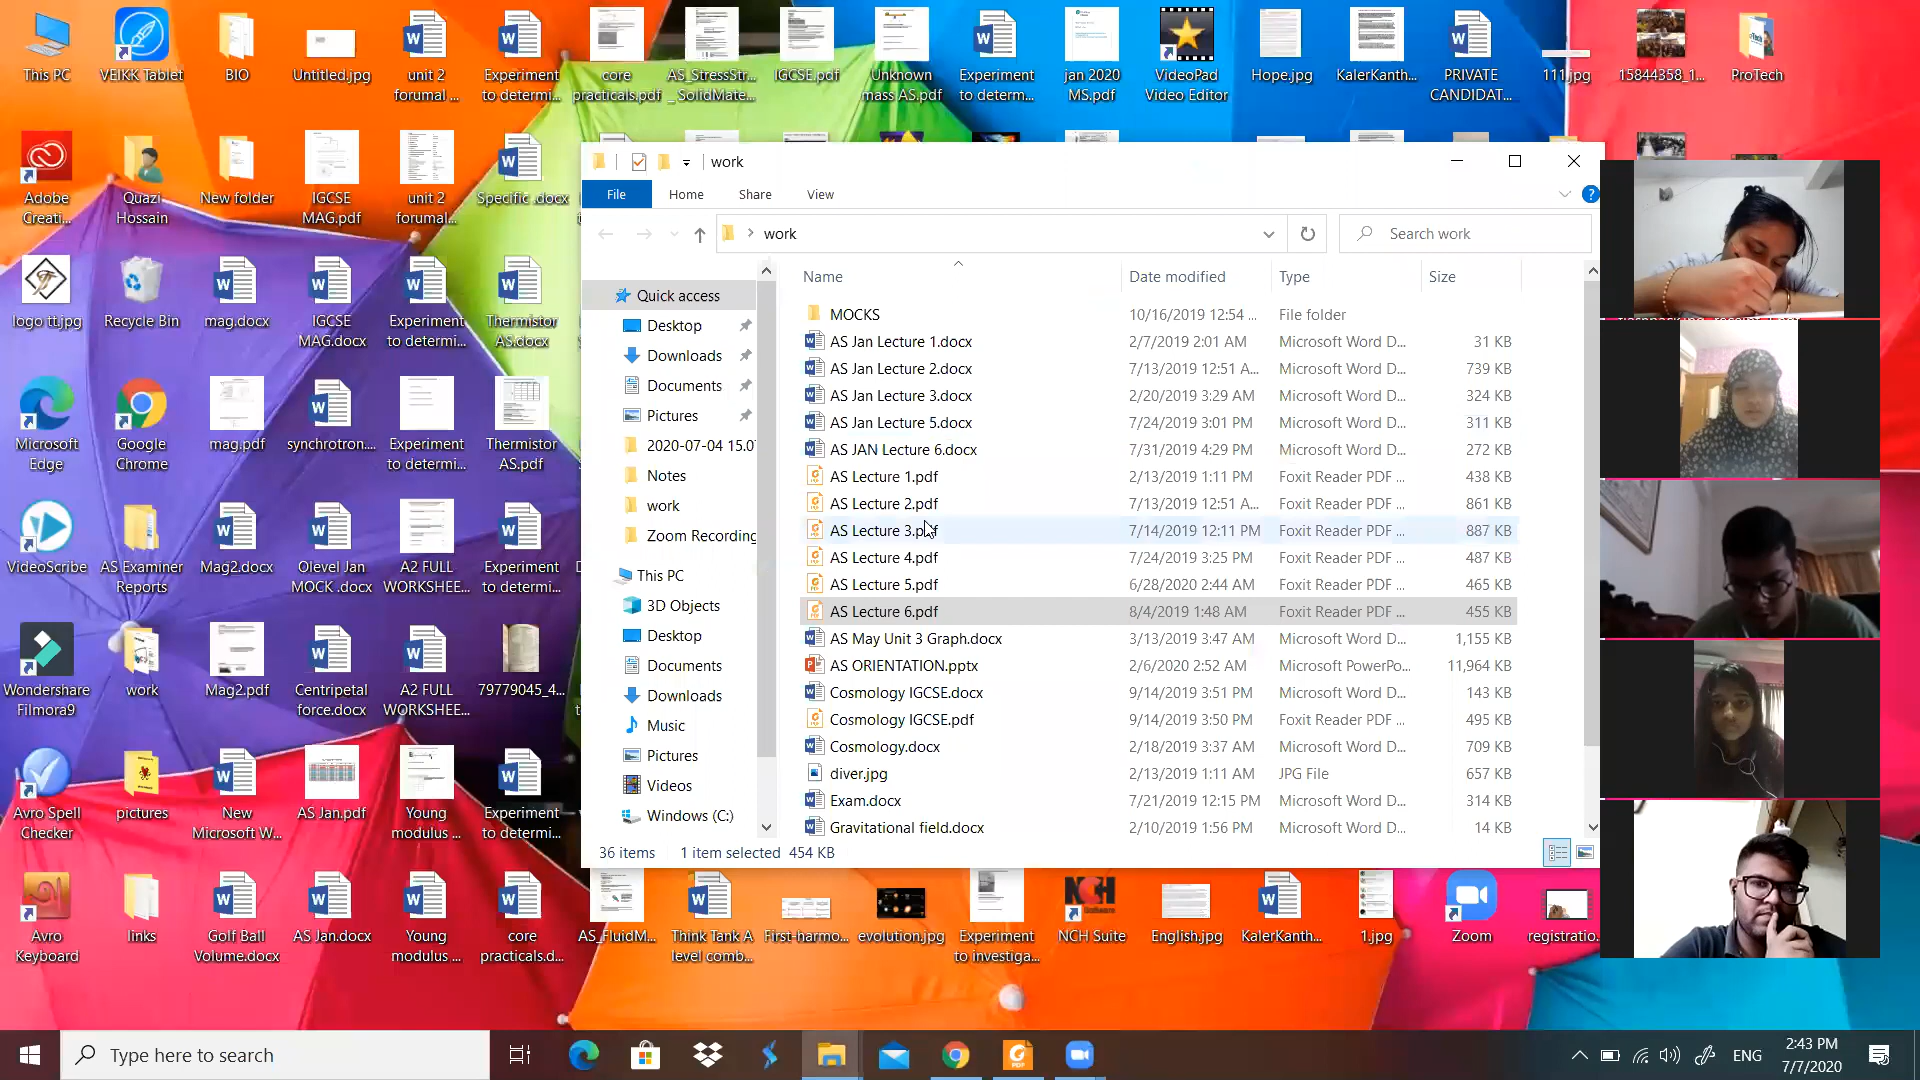 This PC
VEIKK Tablet
BIO
Untitled.jpg
unit 2
forumal ...
Experiment
to determi...
core
practicals.pdf
AS_StressStr...
_SolidMate...
IGCSE.pdf
Unknown
mass AS.pdf
Experiment
to determ...
jan 2020
MS.pdf
VideoPad
Video Editor
Hope.jpg
KalerKanth...
PRIVATE
CANDIDAT...
111.jpg
15844358_1...
ProTech
Adobe
Creati...
Quazi
Hossain
New folder
IGCSE
MAG.pdf
unit 2
forumal...
Specific .docx
logo tt.jpg
Recycle Bin
mag.docx
IGCSE
MAG.docx
Experiment
to determi...
Thermistor
AS.docx
Microsoft
Edge
Google
Chrome
mag.pdf
synchrotron....
Experiment
to determi...
Thermistor
AS.pdf
VideoScribe
AS Examiner
Reports
Mag2.docx
Olevel Jan
MOCK .docx
A2 FULL
WORKSHEE...
Experiment
to determi...
Wondershare
Filmora9
work
Mag2.pdf
Centripetal
force.docx
A2 FULL
WORKSHEE...
79779045_4...
Avro Spell
Checker
pictures
New
Microsoft W...
AS Jan.pdf
Young
modulus ...
Experiment
to determi...
Avro
Keyboard
links
Golf Ball
Volume.docx
AS Jan.docx
Young
modulus ...
core
practicals.d...
AS_FluidM...
Think Tank A
level comb...
First-harmo...
evolution.jpg
Experiment
to investiga...
NCH Suite
English.jpg
KalerKanth...
1.jpg
Zoom
registratio...
work
File
Home
Share
View
work
Search work
Name
Date modified
Type
Size
Quick access
Desktop
Downloads
Documents
Pictures
2020-07-04 15.0
Notes
work
Zoom Recording
This PC
3D Objects
Desktop
Documents
Downloads
Music
Pictures
Videos
Windows (C:)
MOCKS 10/16/2019 12:54 ... File folder
AS Jan Lecture 1.docx 2/7/2019 2:01 AM Microsoft Word D... 31 KB
AS Jan Lecture 2.docx 7/13/2019 12:51 A... Microsoft Word D... 739 KB
AS Jan Lecture 3.docx 2/20/2019 3:29 AM Microsoft Word D... 324 KB
AS Jan Lecture 5.docx 7/24/2019 3:01 PM Microsoft Word D... 311 KB
AS JAN Lecture 6.docx 7/31/2019 4:29 PM Microsoft Word D... 272 KB
AS Lecture 1.pdf 2/13/2019 1:11 PM Foxit Reader PDF ... 438 KB
AS Lecture 2.pdf 7/13/2019 12:51 A... Foxit Reader PDF ... 861 KB
AS Lecture 3.pdf 7/14/2019 12:11 PM Foxit Reader PDF ... 887 KB
AS Lecture 4.pdf 7/24/2019 3:25 PM Foxit Reader PDF ... 487 KB
AS Lecture 5.pdf 6/28/2020 2:44 AM Foxit Reader PDF ... 465 KB
AS Lecture 6.pdf 8/4/2019 1:48 AM Foxit Reader PDF ... 455 KB
AS May Unit 3 Graph.docx 3/13/2019 3:47 AM Microsoft Word D... 1,155 KB
AS ORIENTATION.pptx 2/6/2020 2:52 AM Microsoft PowerPo... 11,964 KB
Cosmology IGCSE.docx 9/14/2019 3:51 PM Microsoft Word D... 143 KB
Cosmology IGCSE.pdf 9/14/2019 3:50 PM Foxit Reader PDF ... 495 KB
Cosmology.docx 2/18/2019 3:37 AM Microsoft Word D... 709 KB
diver.jpg 2/13/2019 1:11 AM JPG File 657 KB
Exam.docx 7/21/2019 12:15 PM Microsoft Word D... 314 KB
Gravitational field.docx 2/10/2019 1:56 PM Microsoft Word D... 14 KB
36 items 1 item selected 454 KB
Type here to search
ENG
2:43 PM
7/7/2020